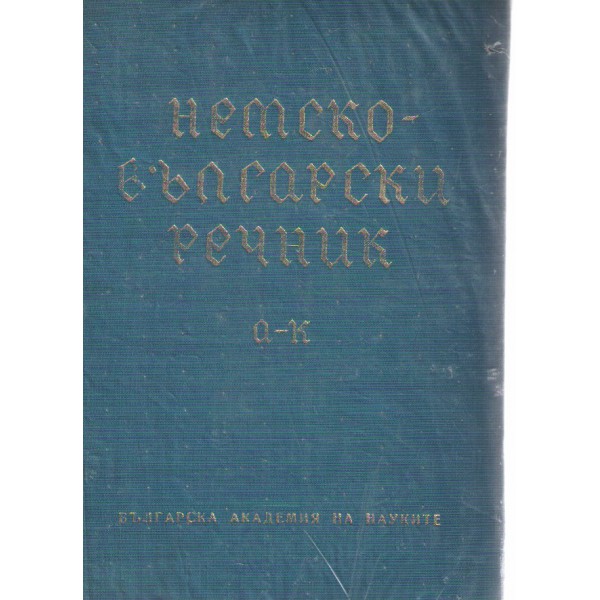 немско-
български
речник
а-к
БЪЛГАРСКА АКАДЕМИЯ НА НАУКИТЕ